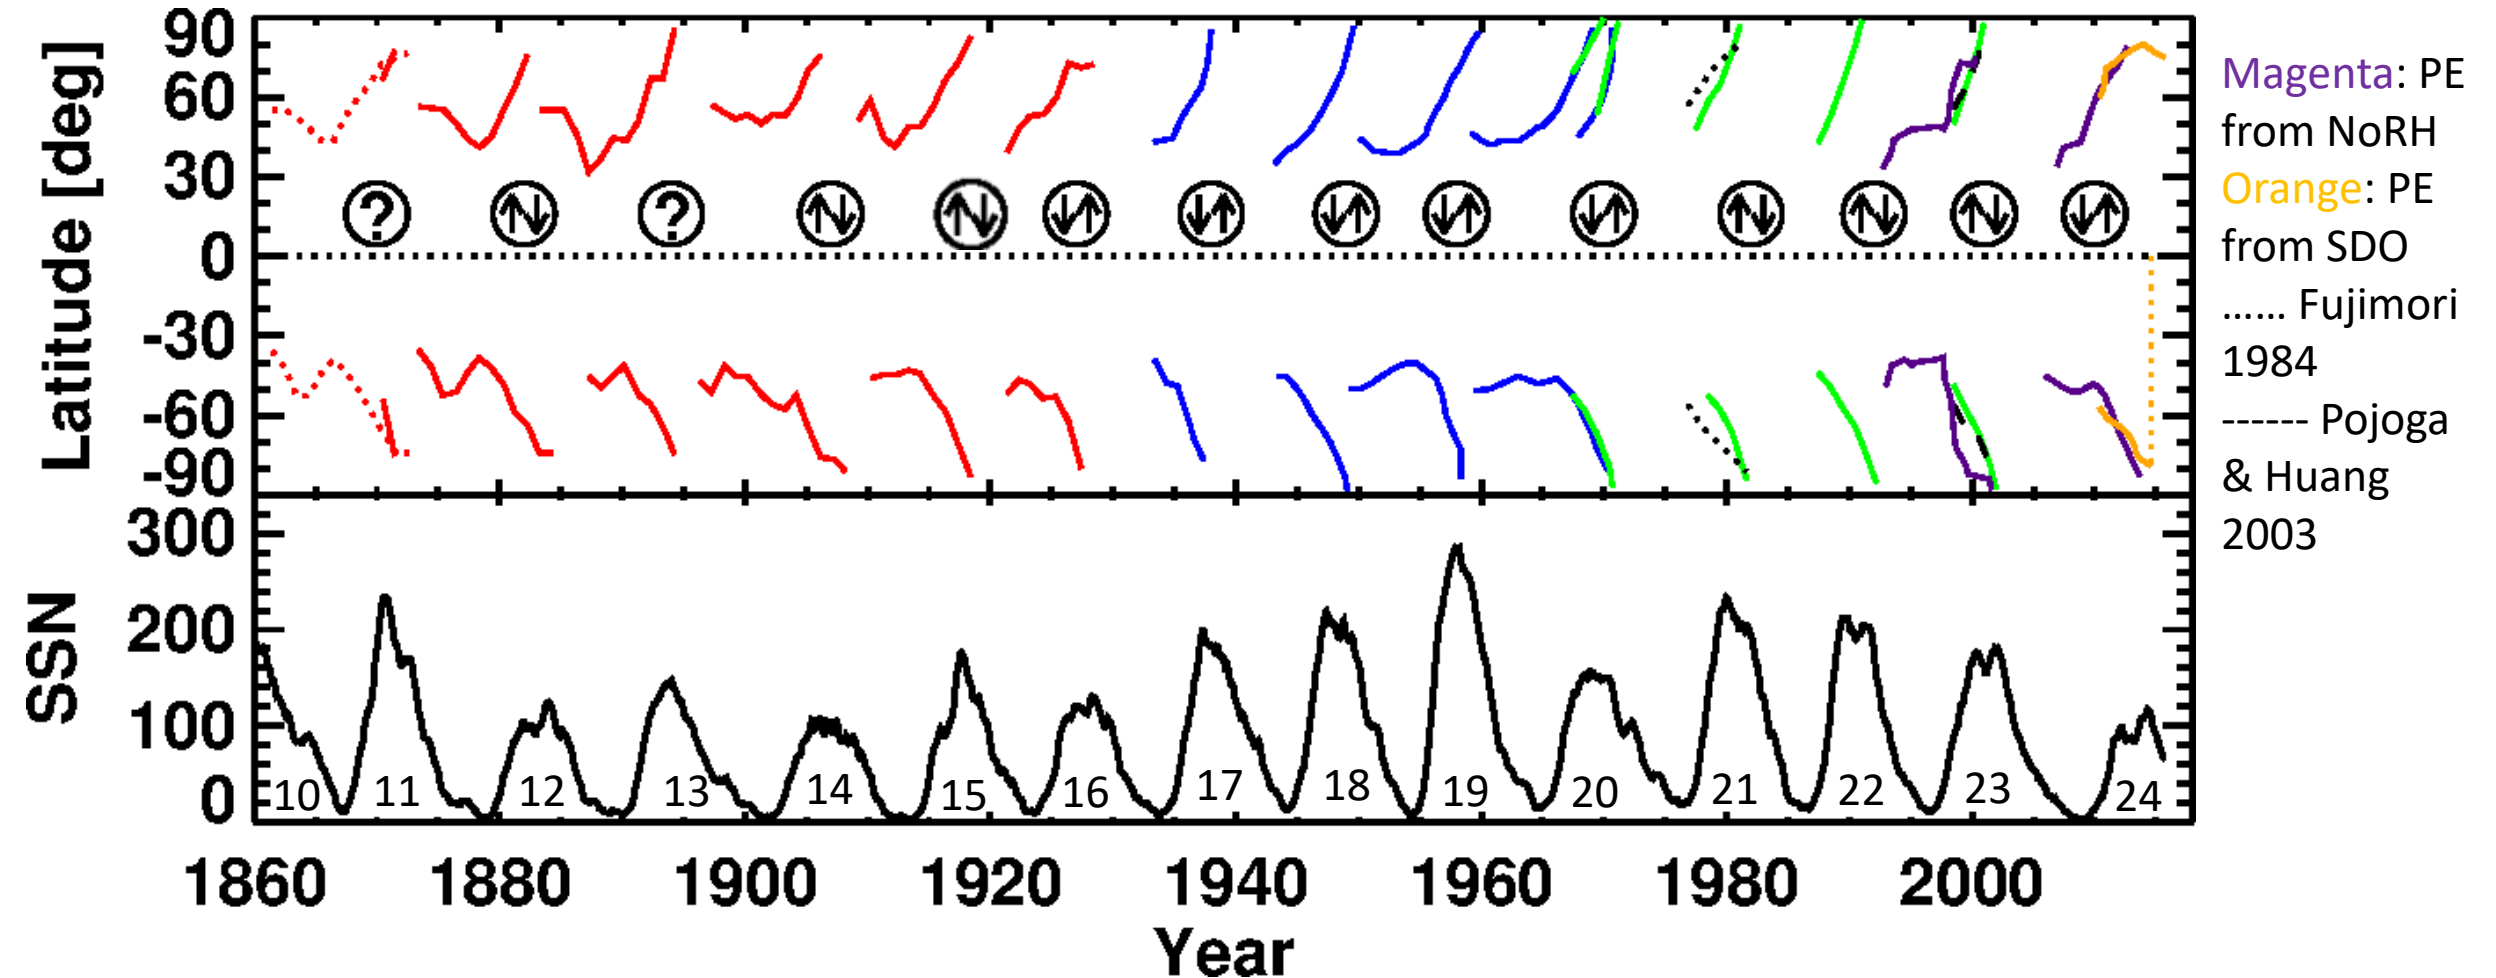 90
60
30
0
-30
-60
-90
Latitude [deg]
? ?
300
200
100
0
SSN
10 11 12 13 14 15 16 17 18 19 20 21 22 23 24
1860 1880 1900 1920 1940 1960 1980 2000
Year
Magenta: PE
from NoRH
Orange: PE
from SDO
...... Fujimori
1984
------ Pojoga
& Huang
2003